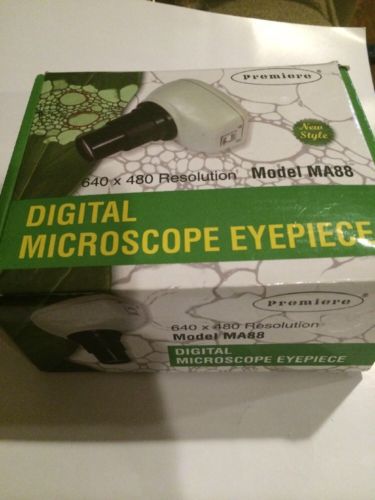 premiere
New
Style
640 x 480 Resolution Model MA88
DIGITAL
MICROSCOPE EYEPIECE
premiere
640 x 480 Resolution
Model MA88
DIGITAL
MICROSCOPE EYEPIECE